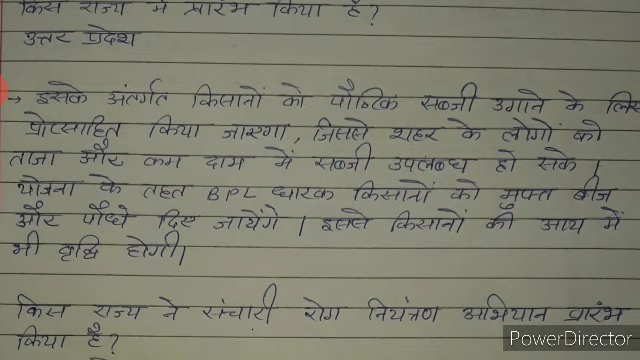 किस राज्य में प्रारंभ किया है?
उत्तर प्रदेश
→ इसके अंतर्गत किसानों को पौष्टिक सब्जी उगाने के लिए
प्रोत्साहित किया जाएगा, जिससे शहर के लोगों को
ताजा और कम दाम में सब्जी उपलब्ध हो सके।
योजना के तहत BPL धारक किसानों को मुफ्त बीज
और पौधे दिए जायेंगे। इससे किसानों की आय में
भी वृद्धि होगी।
किस राज्य ने संचारी रोग नियंत्रण अभियान प्रारंभ
किया है?
PowerDirector